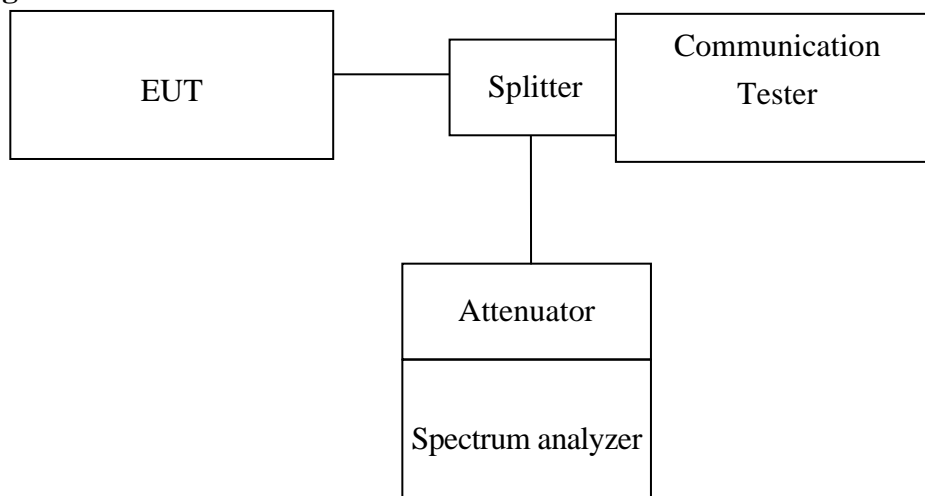 EUT
Splitter
Communication
Tester
Attenuator
Spectrum analyzer